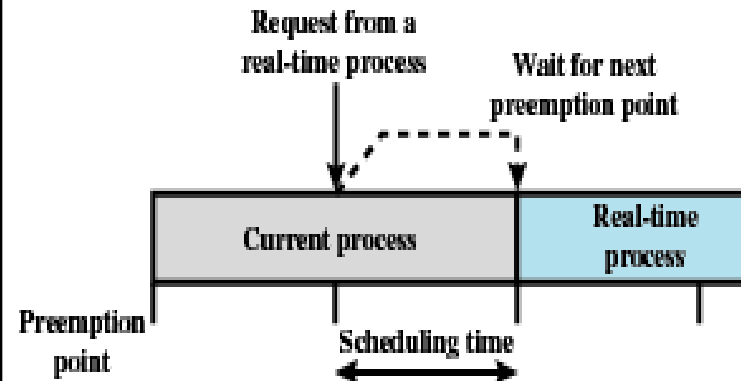 Request from a
real-time process
Wait for next
preemption point
Current process
Real-time
process
Preemption
point
Scheduling time